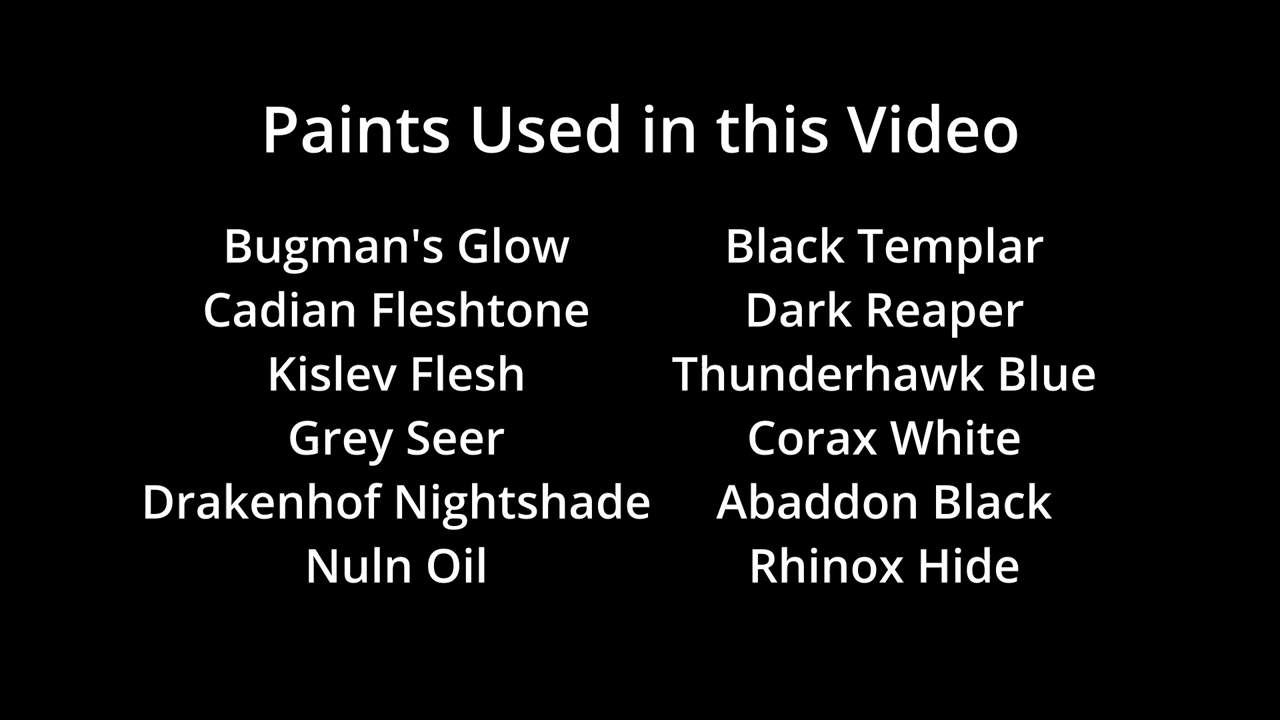 Paints Used in this Video
Bugman's Glow
Cadian Fleshtone
Kislev Flesh
Grey Seer
Drakenhof Nightshade
Nuln Oil
Black Templar
Dark Reaper
Thunderhawk Blue
Corax White
Abaddon Black
Rhinox Hide